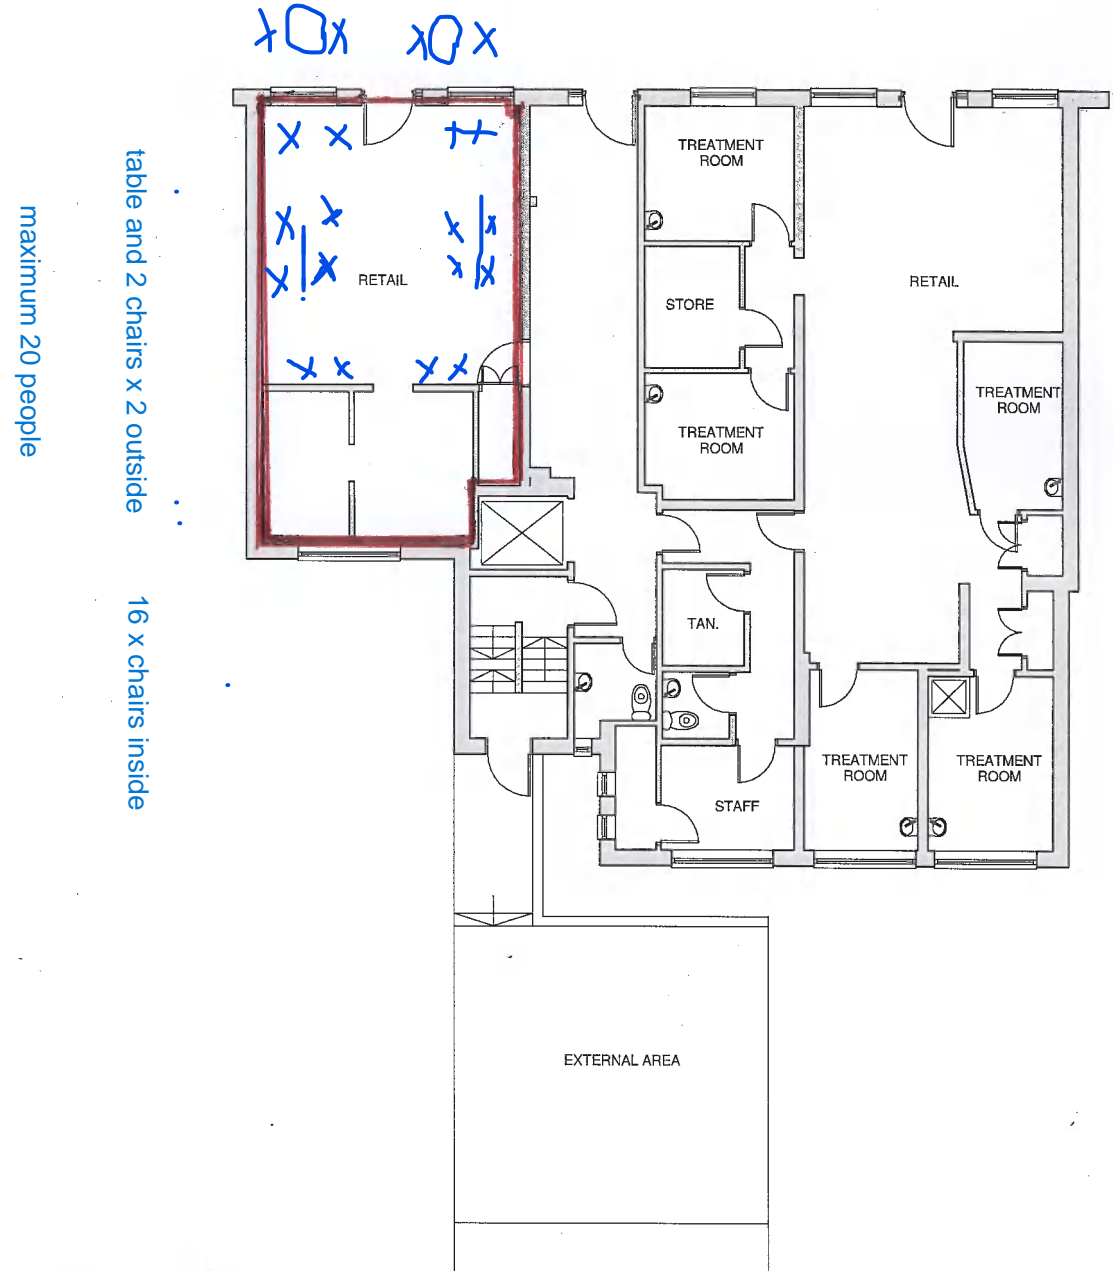 TREATMENT
ROOM
RETAIL
STORE
RETAIL
TREATMENT
ROOM
TREATMENT
ROOM
TAN.
STAFF
TREATMENT
ROOM
TREATMENT
ROOM
EXTERNAL AREA
table and 2 chairs x 2 outside
16 x chairs inside
maximum 20 people